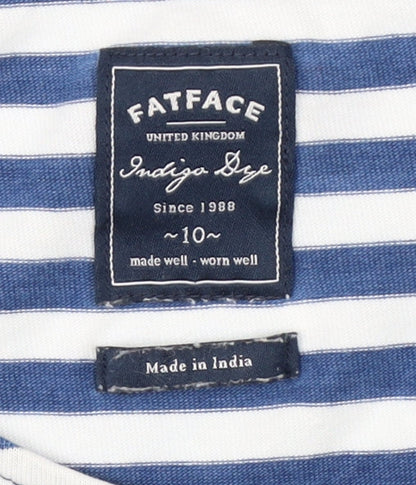 FATFACE
UNITED KINGDOM
Indigo Dye
Since 1988
~10~
made well - worn well
Made in India